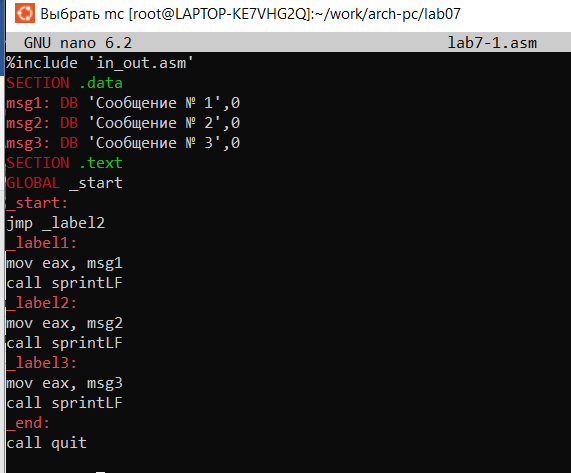 Выбрать mc [root@LAPTOP-KE7VHG2Q]:~/work/arch-pc/lab07
GNU nano 6.2 lab7-1.asm
%include 'in_out.asm'
SECTION .data
msg1: DB 'Сообщение № 1',0
msg2: DB 'Сообщение № 2',0
msg3: DB 'Сообщение № 3',0
SECTION .text
GLOBAL _start
_start:
jmp _label2
_label1:
mov eax, msg1
call sprintLF
_label2:
mov eax, msg2
call sprintLF
_label3:
mov eax, msg3
call sprintLF
_end:
call quit